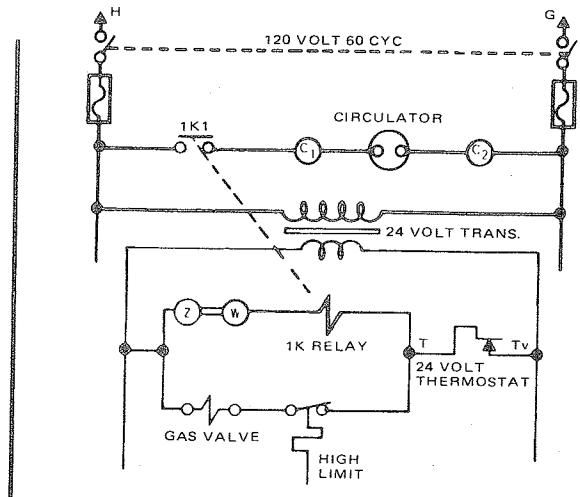 H
G
120 VOLT 60 CYC
1K1
CIRCULATOR
C1
C2
24 VOLT TRANS.
Z
W
1K RELAY
T
Tv
24 VOLT
THERMOSTAT
GAS VALVE
HIGH
LIMIT